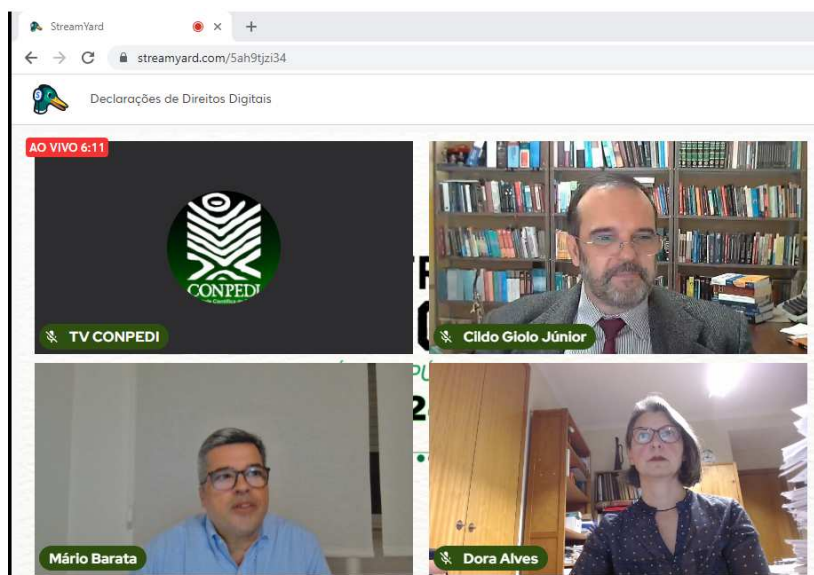 StreamYard
streamyard.com/5ah9tjzi34
Declarações de Direitos Digitais
AO VIVO 6:11
CONPEDI
TV CONPEDI
Cildo Giolo Júnior
Mário Barata
Dora Alves